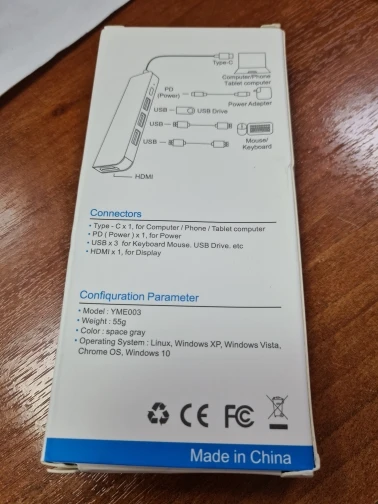 Type-C
Computer/Phone
Tablet computer
PD
(Power)
Power Adapter
USB
USB Drive
USB
USB
Mouse/
Keyboard
HDMI
Connectors
• Type - C x 1, for Computer / Phone / Tablet computer
• PD ( Power ) x 1, for Power
• USB x 3 for Keyboard Mouse, USB Drive, etc
• HDMI x 1, for Display
Configuration Parameter
• Model : YME003
• Weight : 55g
• Color : space gray
• Operating System : Linux, Windows XP, Windows Vista,
Chrome OS, Windows 10
CE FC
Made in China